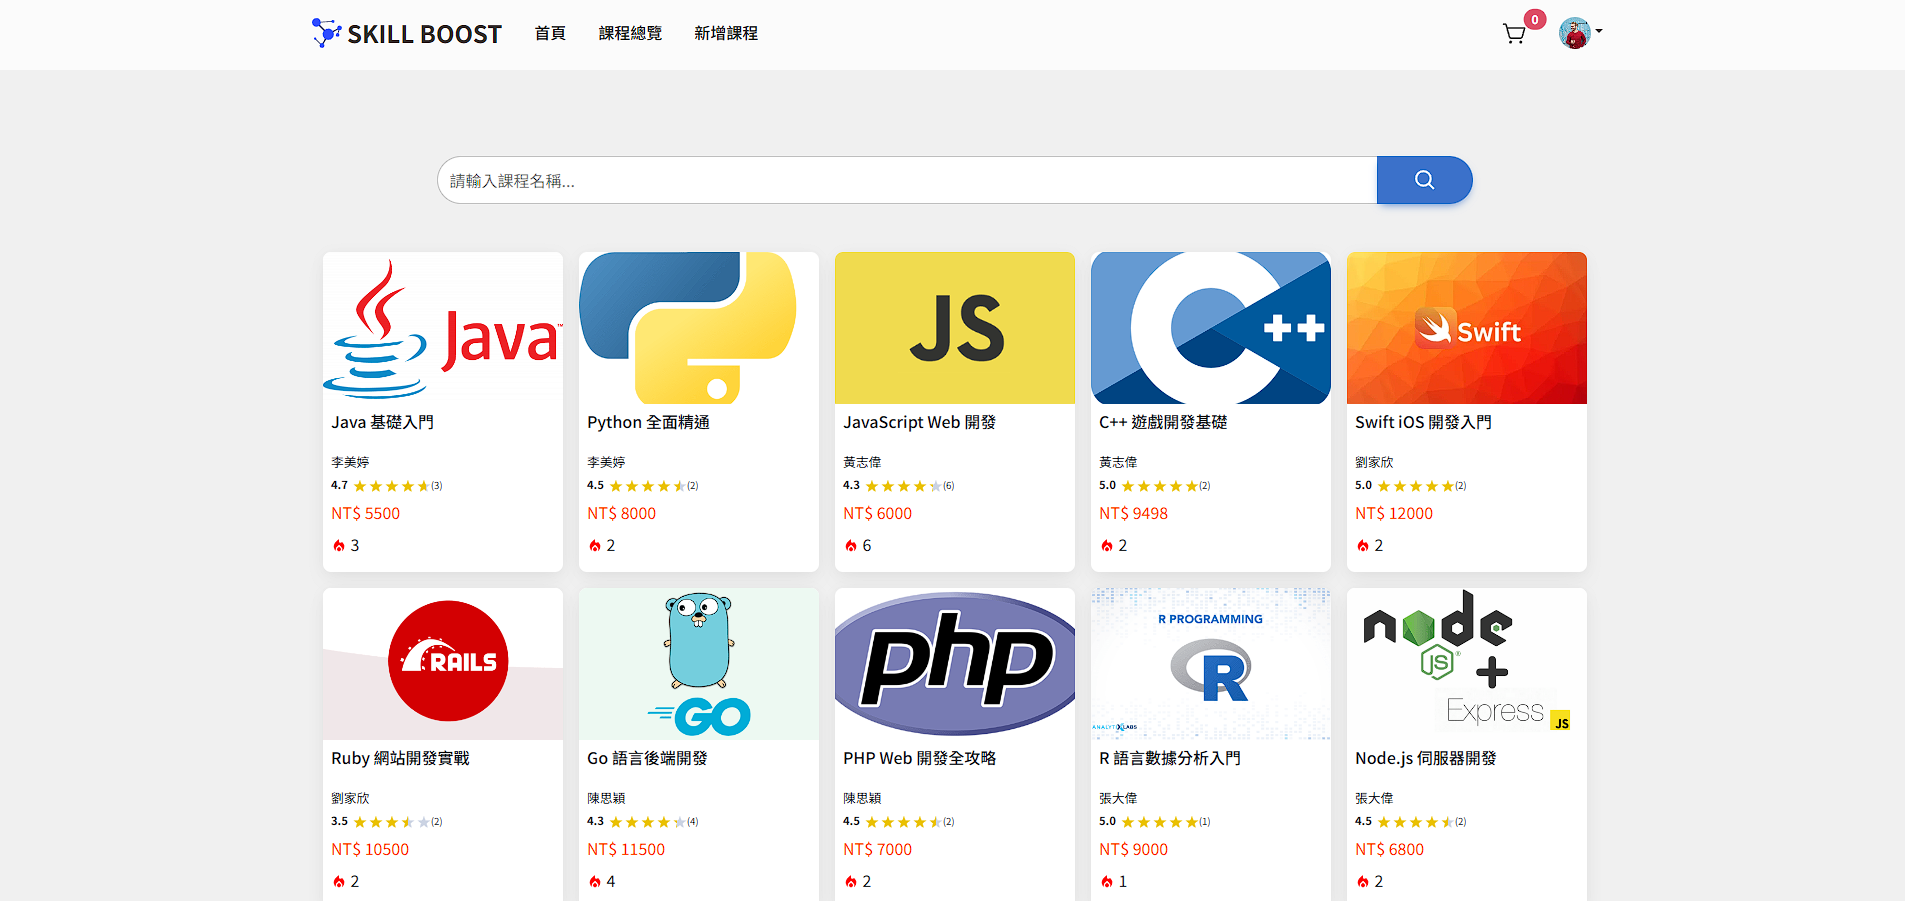 SKILL BOOST 首頁 課程總覽 新增課程 0
請輸入課程名稱...
Java™
JS
++
Swift
Java 基礎入門
李美婷
4.7 (3)
NT$ 5500
3
Python 全面精通
李美婷
4.5 (2)
NT$ 8000
2
JavaScript Web 開發
黃志偉
4.3 (6)
NT$ 6000
6
C++ 遊戲開發基礎
黃志偉
5.0 (2)
NT$ 9498
2
Swift iOS 開發入門
劉家欣
5.0 (2)
NT$ 12000
2
RAILS
GO
php
R PROGRAMMING
R
ANALYTIXLABS
node
JS®
+
Express
JS
Ruby 網站開發實戰
劉家欣
3.5 (2)
NT$ 10500
2
Go 語言後端開發
陳思穎
4.3 (4)
NT$ 11500
4
PHP Web 開發全攻略
陳思穎
4.5 (2)
NT$ 7000
2
R 語言數據分析入門
張大偉
5.0 (1)
NT$ 9000
1
Node.js 伺服器開發
張大偉
4.5 (2)
NT$ 6800
2